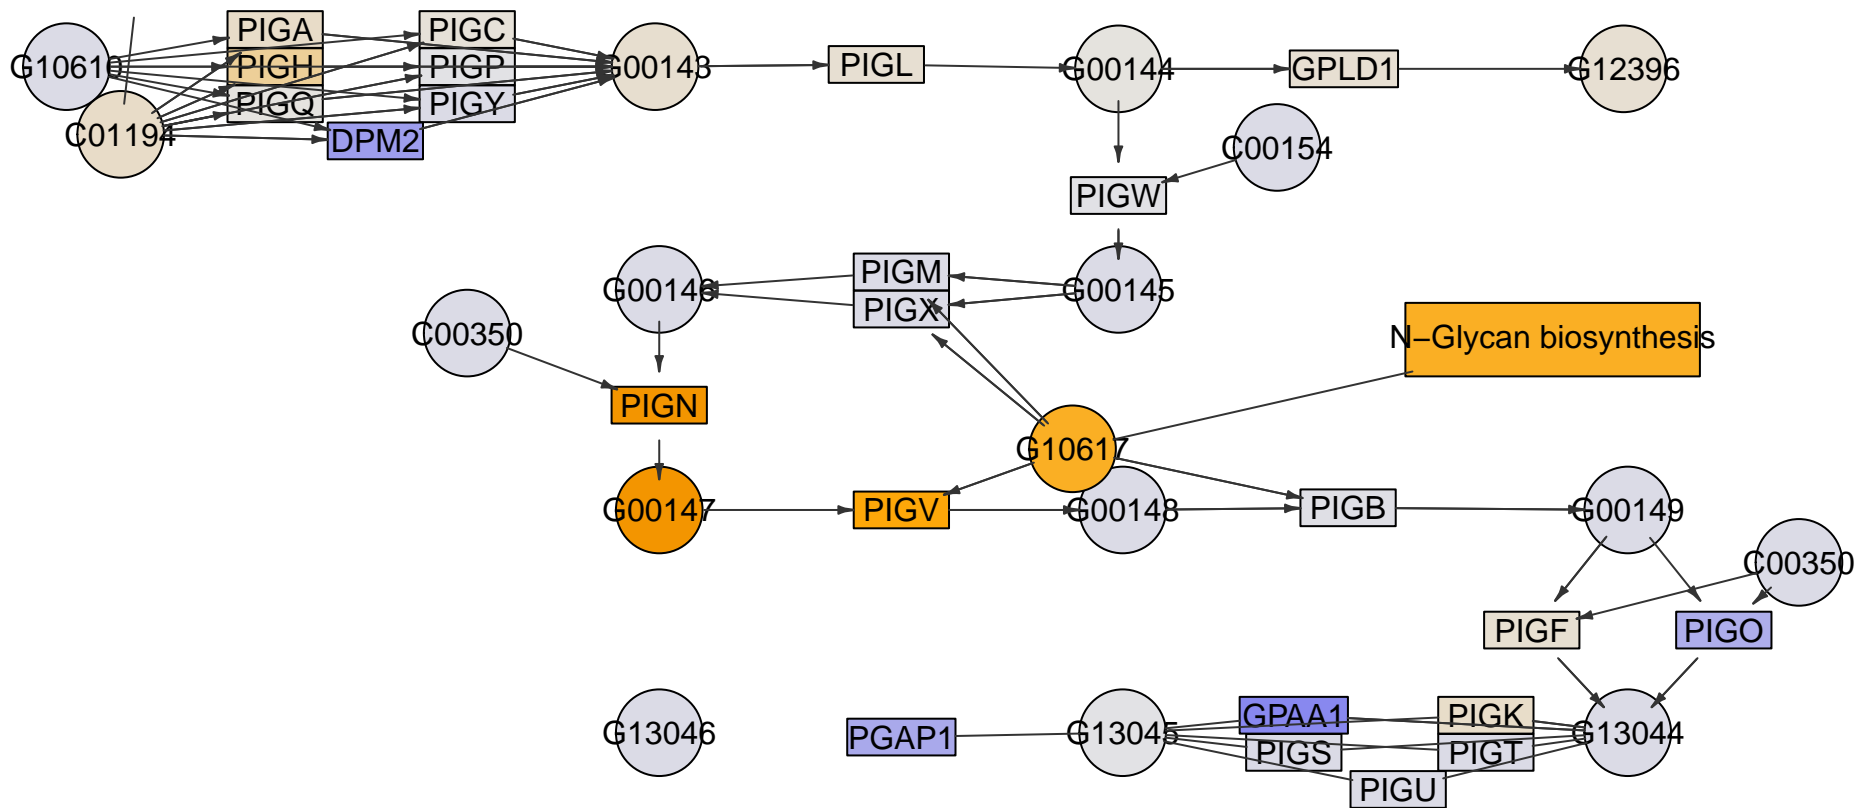 PIGA
PIGC
G10610
PIGH
PIGP
G00143
PIGL
G00144
GPLD1
G12396
PIGQ
PIGY
C01194
DPM2
C00154
PIGW
PIGM
G00146
G00145
PIGX
C00350
N−Glycan biosynthesis
PIGN
G10617
G00147
PIGV
G00148
PIGB
G00149
C00350
PIGF
PIGO
GPAA1
PIGK
G13046
PGAP1
G13045
G13044
PIGS
PIGT
PIGU